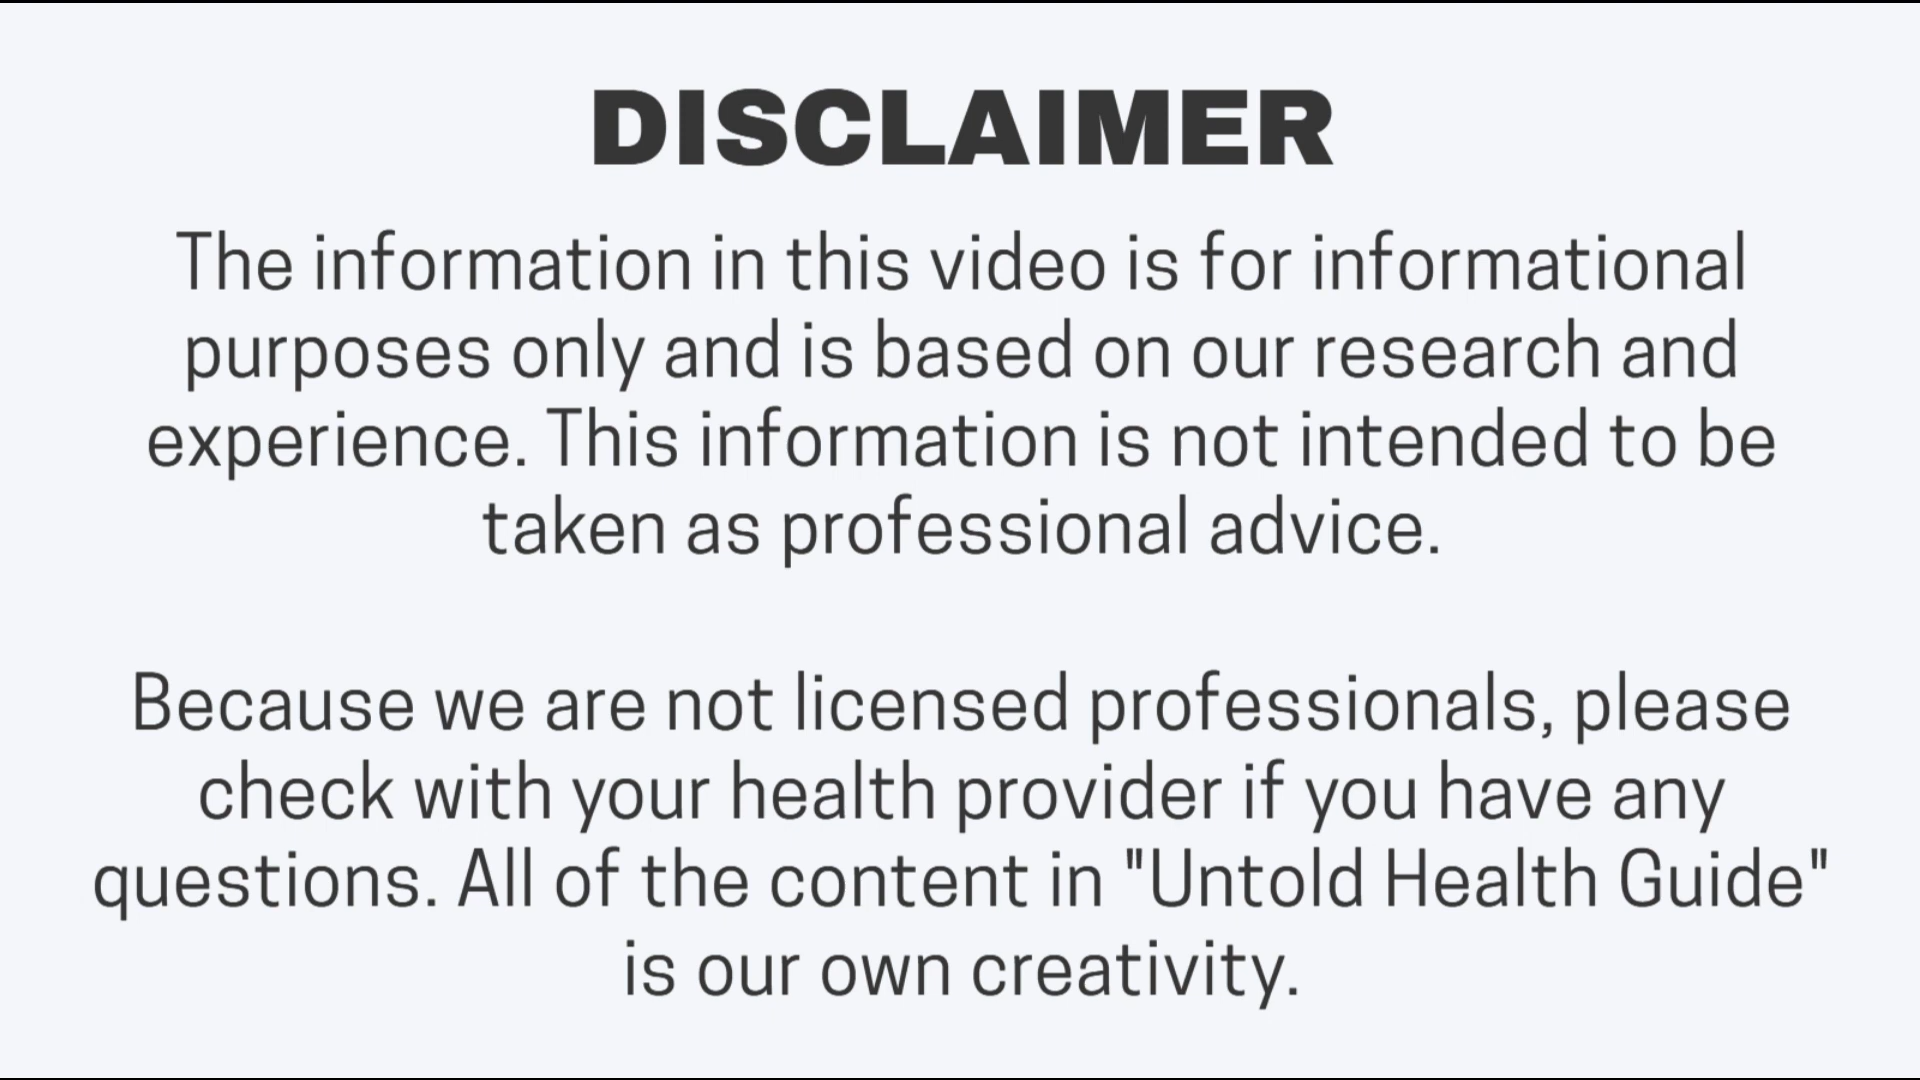 DISCLAIMER
The information in this video is for informational
purposes only and is based on our research and
experience. This information is not intended to be
taken as professional advice.
Because we are not licensed professionals, please
check with your health provider if you have any
questions. All of the content in "Untold Health Guide"
is our own creativity.